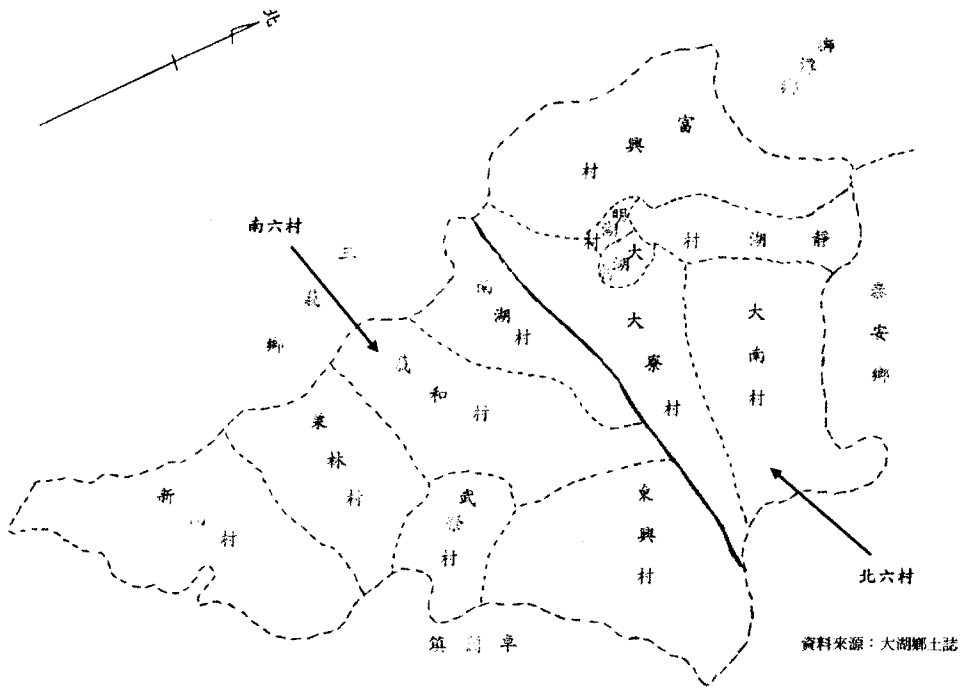 北
富興村
明湖村
大湖
靜湖村
南六村
三義鄉
南湖村
大寮村
大南村
泰安鄉
義和村
栗林村
新村
武榮村
東興村
北六村
卓蘭鎮
資料來源：大湖鄉土誌